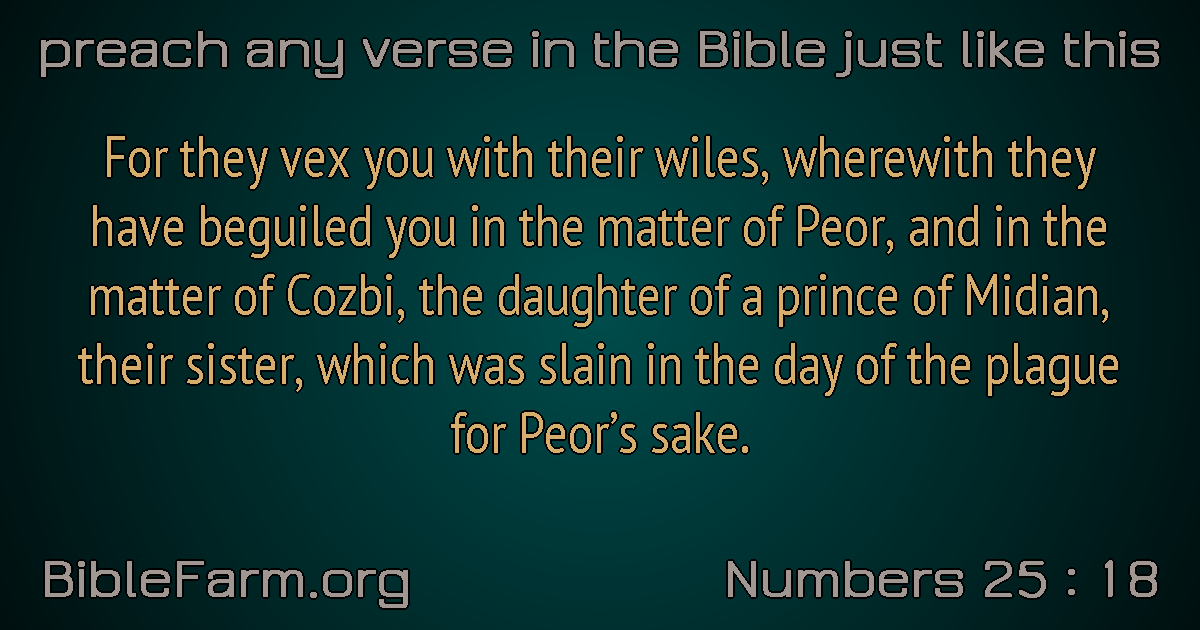 preach any verse in the Bible just like this
For they vex you with their wiles, wherewith they
have beguiled you in the matter of Peor, and in the
matter of Cozbi, the daughter of a prince of Midian,
their sister, which was slain in the day of the plague
for Peor’s sake.
BibleFarm.org
Numbers 25 : 18